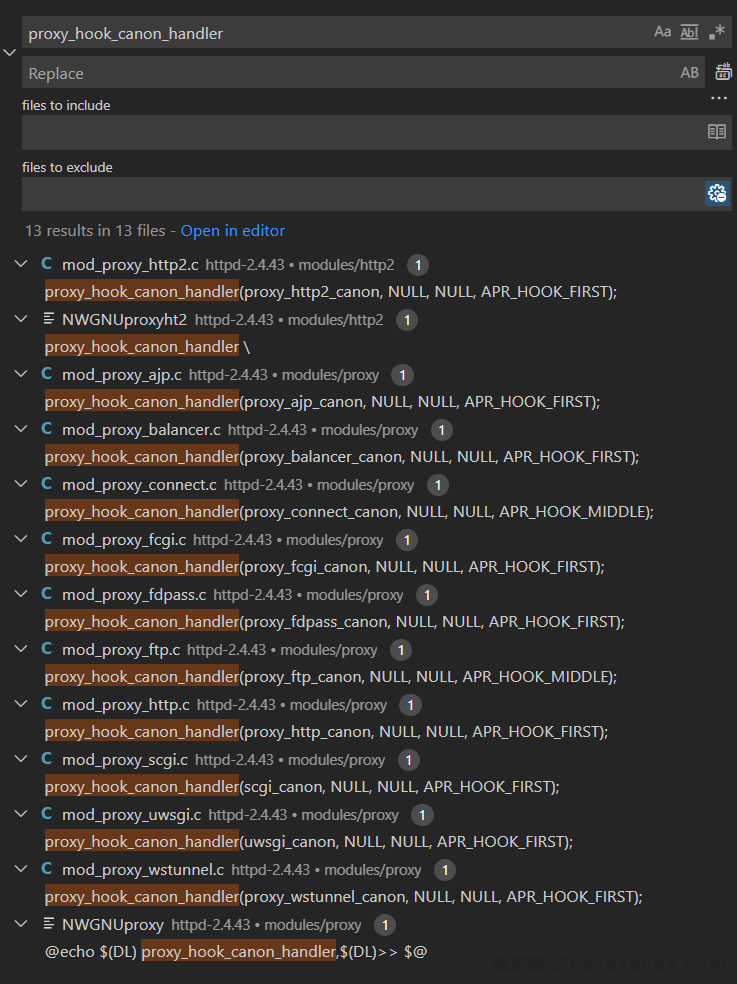 proxy_hook_canon_handler
Aa Abl .*
Replace
AB
files to include
files to exclude
13 results in 13 files - Open in editor
mod_proxy_http2.c httpd-2.4.43 • modules/http2 1
proxy_hook_canon_handler(proxy_http2_canon, NULL, NULL, APR_HOOK_FIRST);
NWGNUproxyht2 httpd-2.4.43 • modules/http2 1
proxy_hook_canon_handler \
mod_proxy_ajp.c httpd-2.4.43 • modules/proxy 1
proxy_hook_canon_handler(proxy_ajp_canon, NULL, NULL, APR_HOOK_FIRST);
mod_proxy_balancer.c httpd-2.4.43 • modules/proxy 1
proxy_hook_canon_handler(proxy_balancer_canon, NULL, NULL, APR_HOOK_FIRST);
mod_proxy_connect.c httpd-2.4.43 • modules/proxy 1
proxy_hook_canon_handler(proxy_connect_canon, NULL, NULL, APR_HOOK_MIDDLE);
mod_proxy_fcgi.c httpd-2.4.43 • modules/proxy 1
proxy_hook_canon_handler(proxy_fcgi_canon, NULL, NULL, APR_HOOK_FIRST);
mod_proxy_fdpass.c httpd-2.4.43 • modules/proxy 1
proxy_hook_canon_handler(proxy_fdpass_canon, NULL, NULL, APR_HOOK_FIRST);
mod_proxy_ftp.c httpd-2.4.43 • modules/proxy 1
proxy_hook_canon_handler(proxy_ftp_canon, NULL, NULL, APR_HOOK_MIDDLE);
mod_proxy_http.c httpd-2.4.43 • modules/proxy 1
proxy_hook_canon_handler(proxy_http_canon, NULL, NULL, APR_HOOK_FIRST);
mod_proxy_scgi.c httpd-2.4.43 • modules/proxy 1
proxy_hook_canon_handler(scgi_canon, NULL, NULL, APR_HOOK_FIRST);
mod_proxy_uwsgi.c httpd-2.4.43 • modules/proxy 1
proxy_hook_canon_handler(uwsgi_canon, NULL, NULL, APR_HOOK_FIRST);
mod_proxy_wstunnel.c httpd-2.4.43 • modules/proxy 1
proxy_hook_canon_handler(proxy_wstunnel_canon, NULL, NULL, APR_HOOK_FIRST);
NWGNUproxy httpd-2.4.43 • modules/proxy 1
@echo $(DL) proxy_hook_canon_handler,$(DL)>> $@